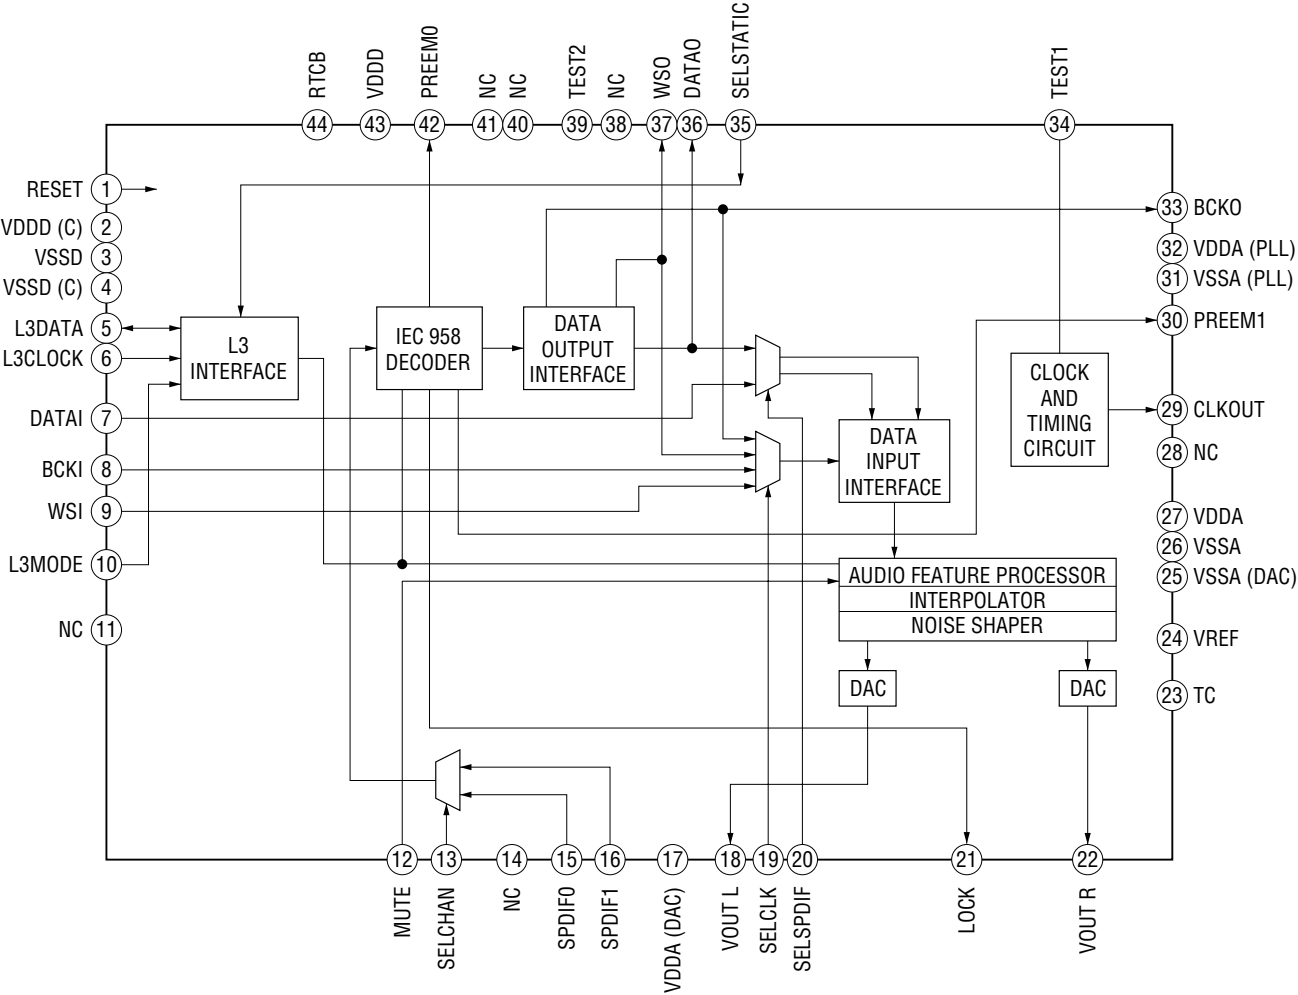 RTCB
VDDD
PREEM0
NC
NC
TEST2
NC
WSO
DATAO
SELSTATIC
TEST1
44
43
42
41
40
39
38
37
36
35
34
RESET 1
VDDD (C) 2
VSSD 3
VSSD (C) 4
L3DATA 5
L3CLOCK 6
DATAI 7
BCKI 8
WSI 9
L3MODE 10
NC 11
L3
INTERFACE
IEC 958
DECODER
DATA
OUTPUT
INTERFACE
DATA
INPUT
INTERFACE
CLOCK
AND
TIMING
CIRCUIT
AUDIO FEATURE PROCESSOR
INTERPOLATOR
NOISE SHAPER
DAC
DAC
33 BCKO
32 VDDA (PLL)
31 VSSA (PLL)
30 PREEM1
29 CLKOUT
28 NC
27 VDDA
26 VSSA
25 VSSA (DAC)
24 VREF
23 TC
12
13
14
15
16
17
18
19
20
21
22
MUTE
SELCHAN
NC
SPDIF0
SPDIF1
VDDA (DAC)
VOUT L
SELCLK
SELSPDIF
LOCK
VOUT R